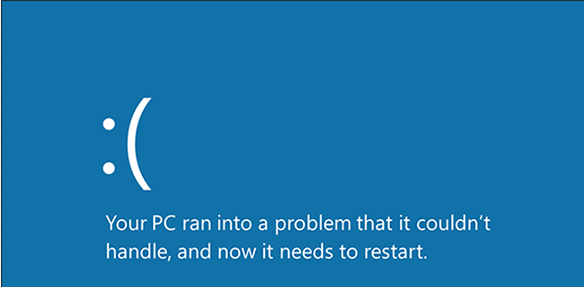 :(
Your PC ran into a problem that it couldn't
handle, and now it needs to restart.